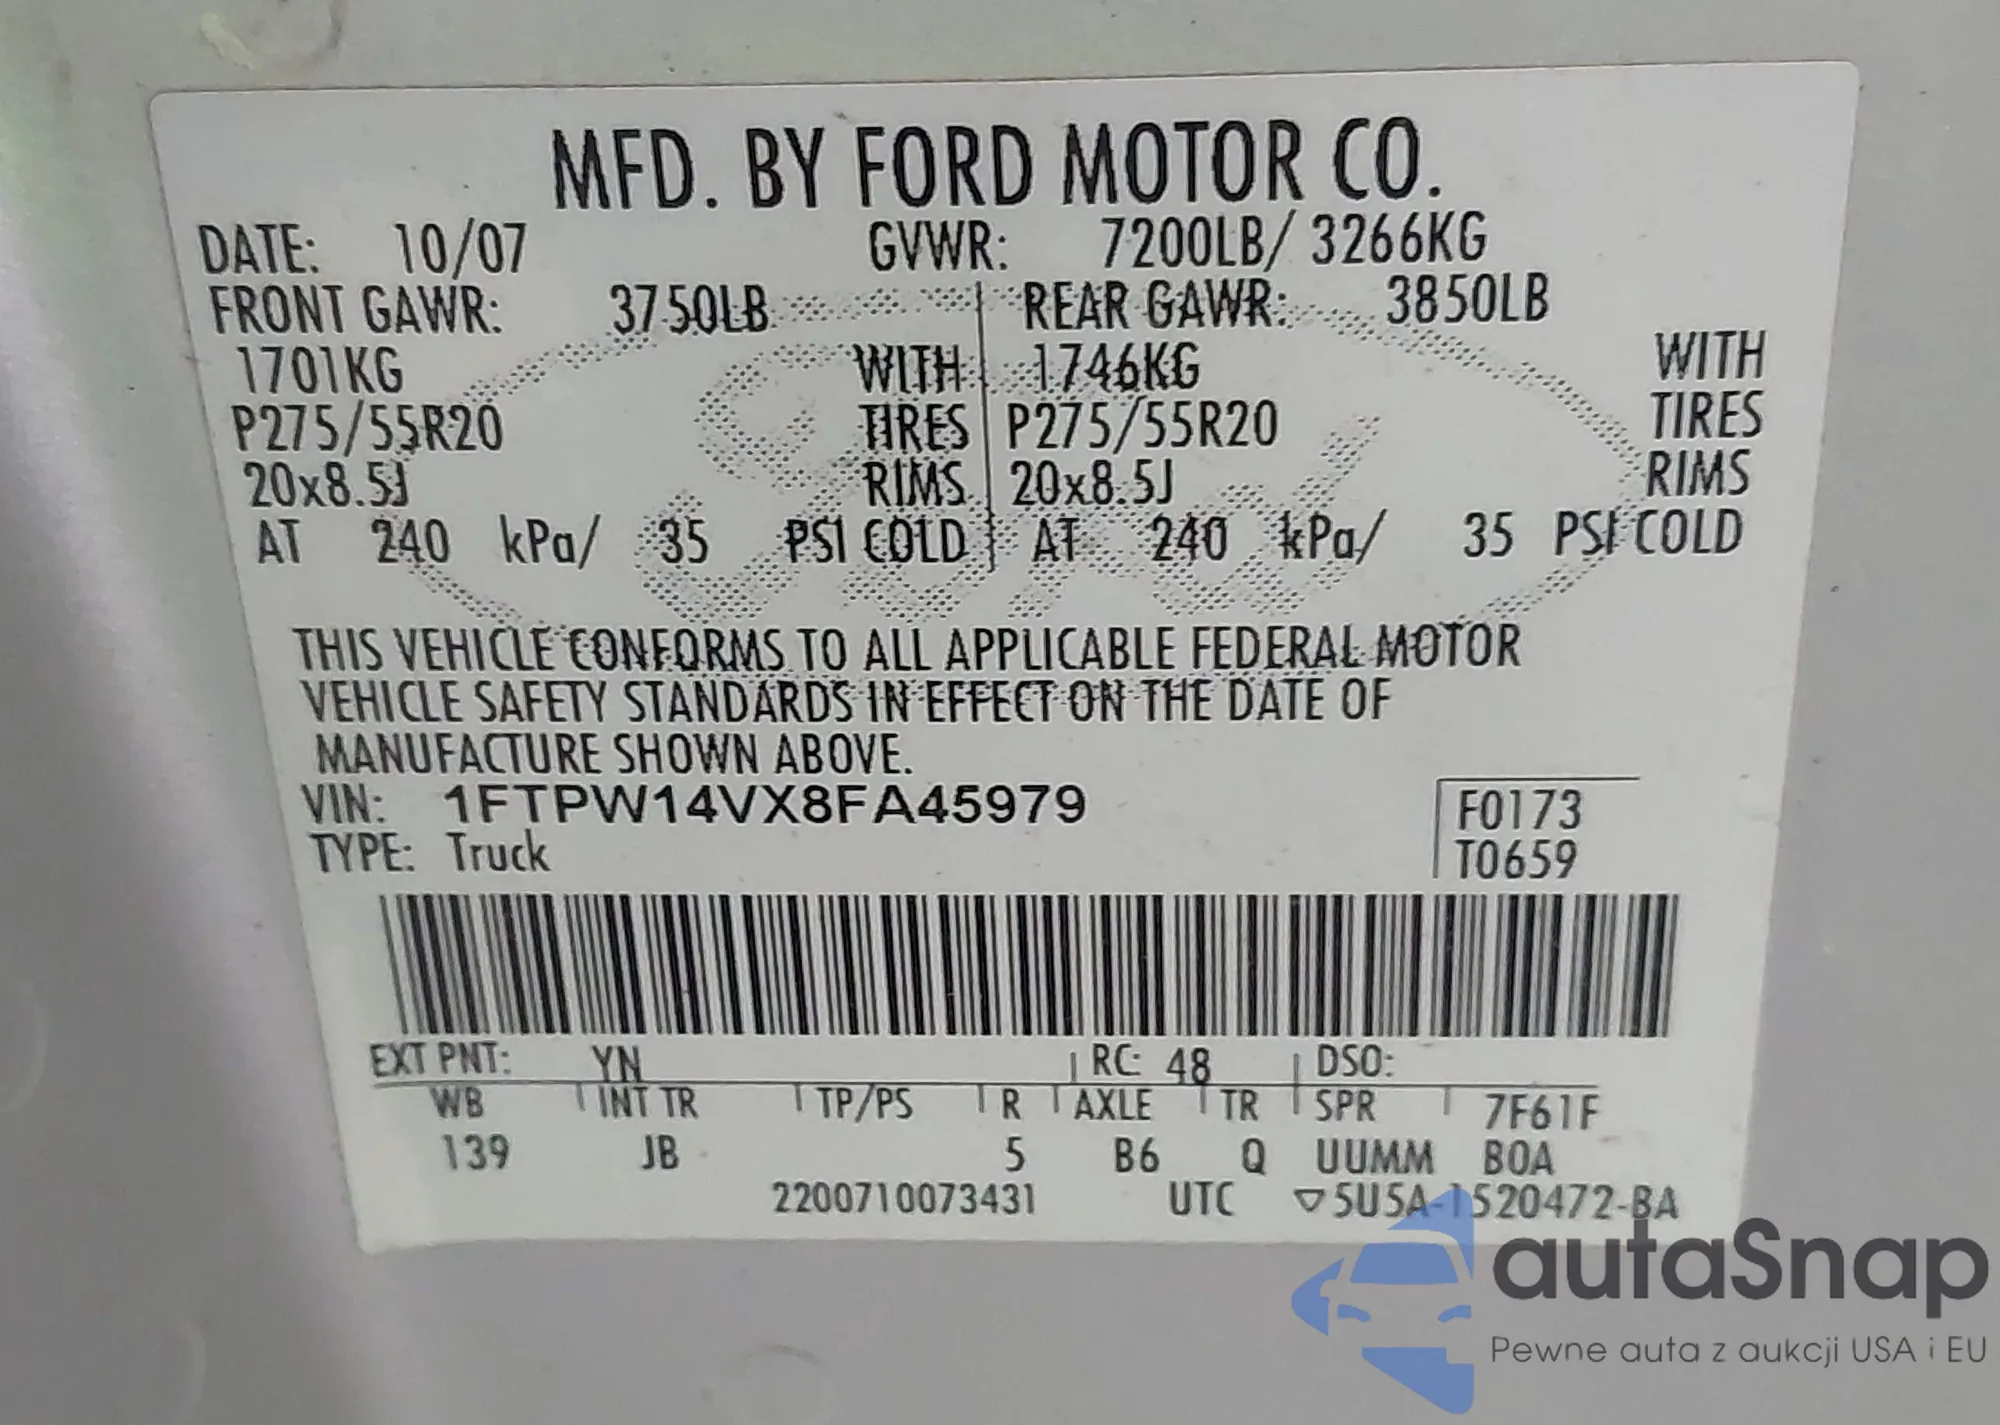 MFD. BY FORD MOTOR CO.
DATE: 10/07 GVWR: 7200LB/ 3266KG
FRONT GAWR: 3750LB REAR GAWR: 3850LB
1701KG WITH 1746KG WITH
P275/55R20 TIRES P275/55R20 TIRES
20x8.5J RIMS 20x8.5J RIMS
AT 240 kPa/ 35 PSI COLD AT 240 kPa/ 35 PSI COLD
THIS VEHICLE CONFORMS TO ALL APPLICABLE FEDERAL MOTOR
VEHICLE SAFETY STANDARDS IN EFFECT ON THE DATE OF
MANUFACTURE SHOWN ABOVE.
VIN: 1FTPW14VX8FA45979 F0173
TYPE: Truck T0659
EXT PNT: YN RC: 48 DSO:
WB INT TR TP/PS R AXLE TR SPR 7F61F
139 JB 5 B6 Q UUMM BOA
2200710073431 UTC ▽5U5A-1520472-BA
autaSnap
Pewne auta z aukcji USA i EU